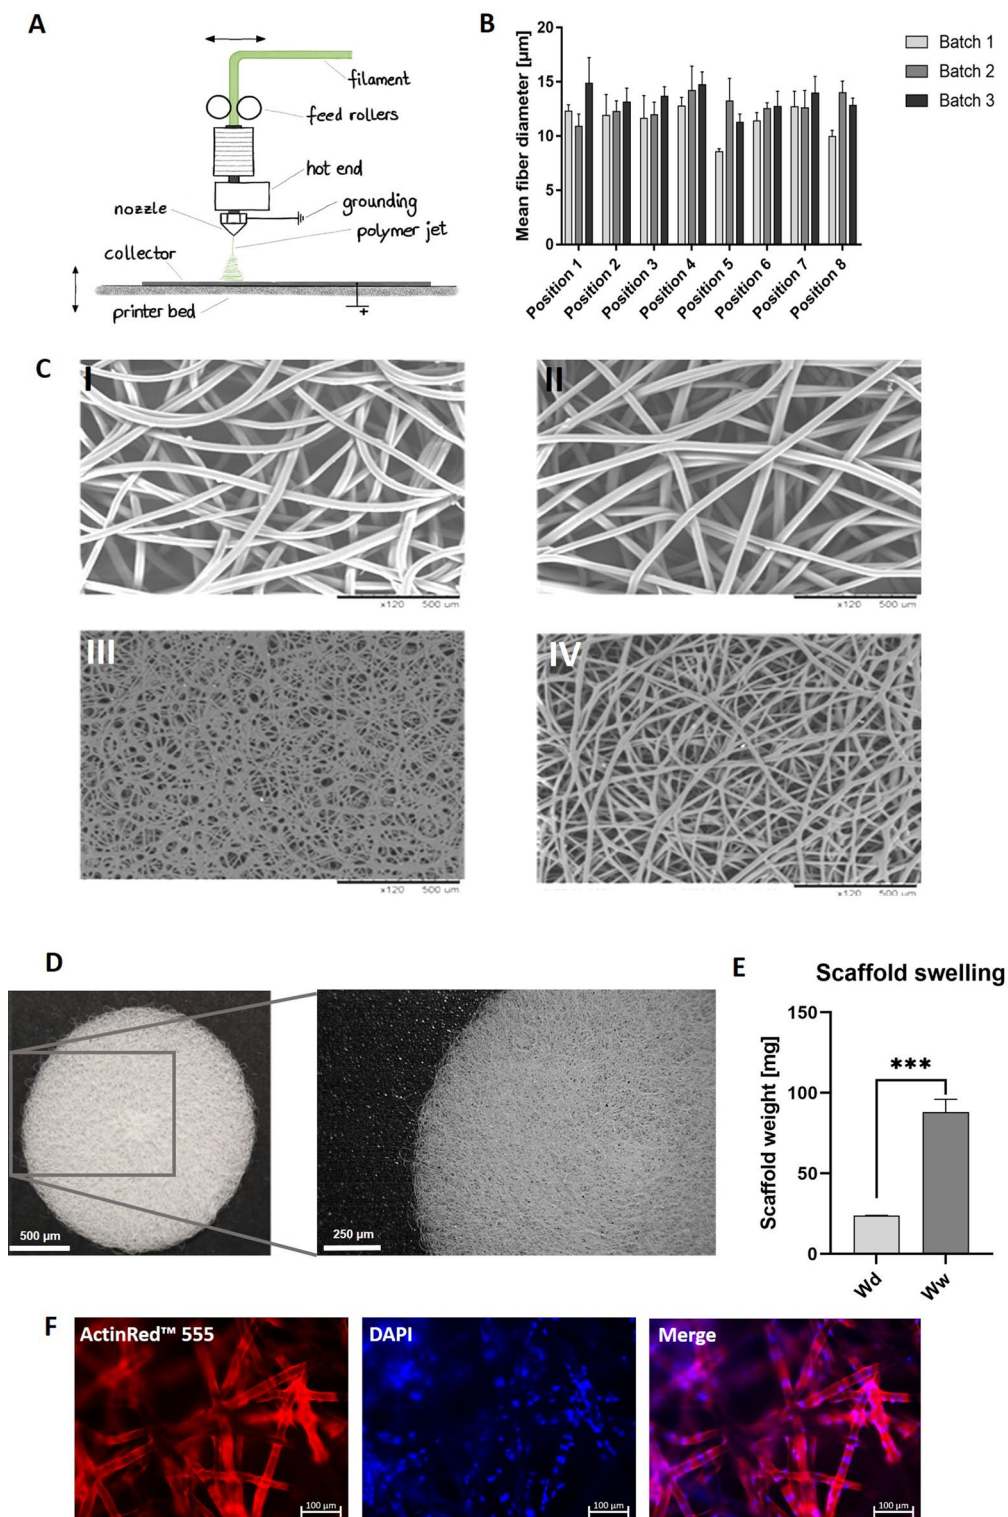 A
filament
feed rollers
hot end
nozzle
grounding
polymer jet
collector
printer bed
+
B
Mean fiber diameter [µm]
20
15
10
5
0
Position 1
Position 2
Position 3
Position 4
Position 5
Position 6
Position 7
Position 8
Batch 1
Batch 2
Batch 3
C
I
x120 500 um
II
x120 500 um
III
x120 500 um
IV
x120 500 um
D
500 µm
250 µm
E
Scaffold swelling
Scaffold weight [mg]
150
100
50
0
***
Wd
Ww
F
ActinRed™ 555
100 µm
DAPI
100 µm
Merge
100 µm